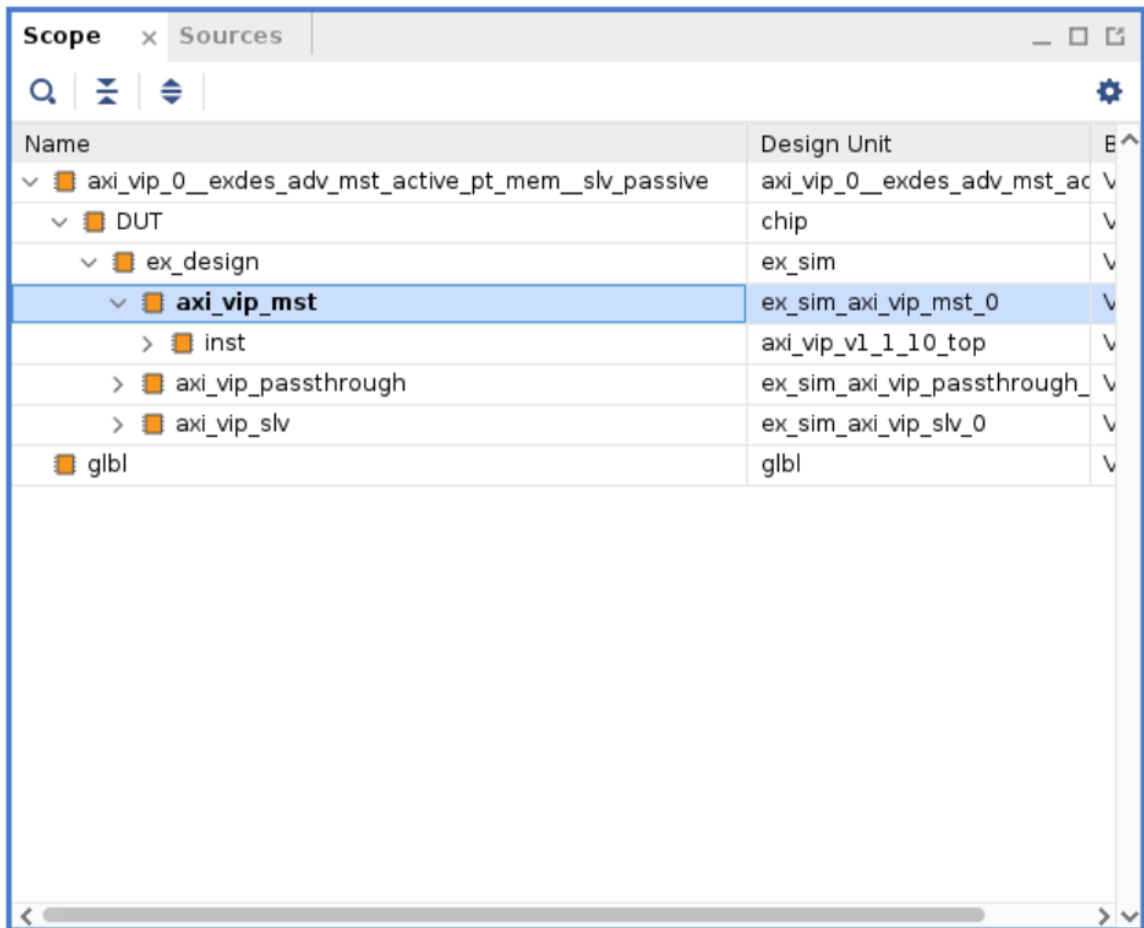 Scope Sources
Name Design Unit
axi_vip_0__exdes_adv_mst_active_pt_mem__slv_passive axi_vip_0__exdes_adv_mst_ac
DUT chip
ex_design ex_sim
axi_vip_mst ex_sim_axi_vip_mst_0
inst axi_vip_v1_1_10_top
axi_vip_passthrough ex_sim_axi_vip_passthrough_
axi_vip_slv ex_sim_axi_vip_slv_0
glbl glbl